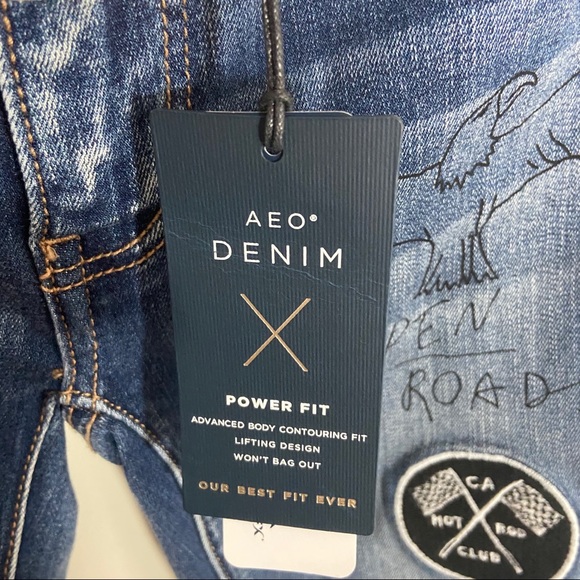 AEO®
DENIM
POWER FIT
ADVANCED BODY CONTOURING FIT
LIFTING DESIGN
WON'T BAG OUT
OUR BEST FIT EVER
PEN
ROAD
CA
HOT ROD
CLUB